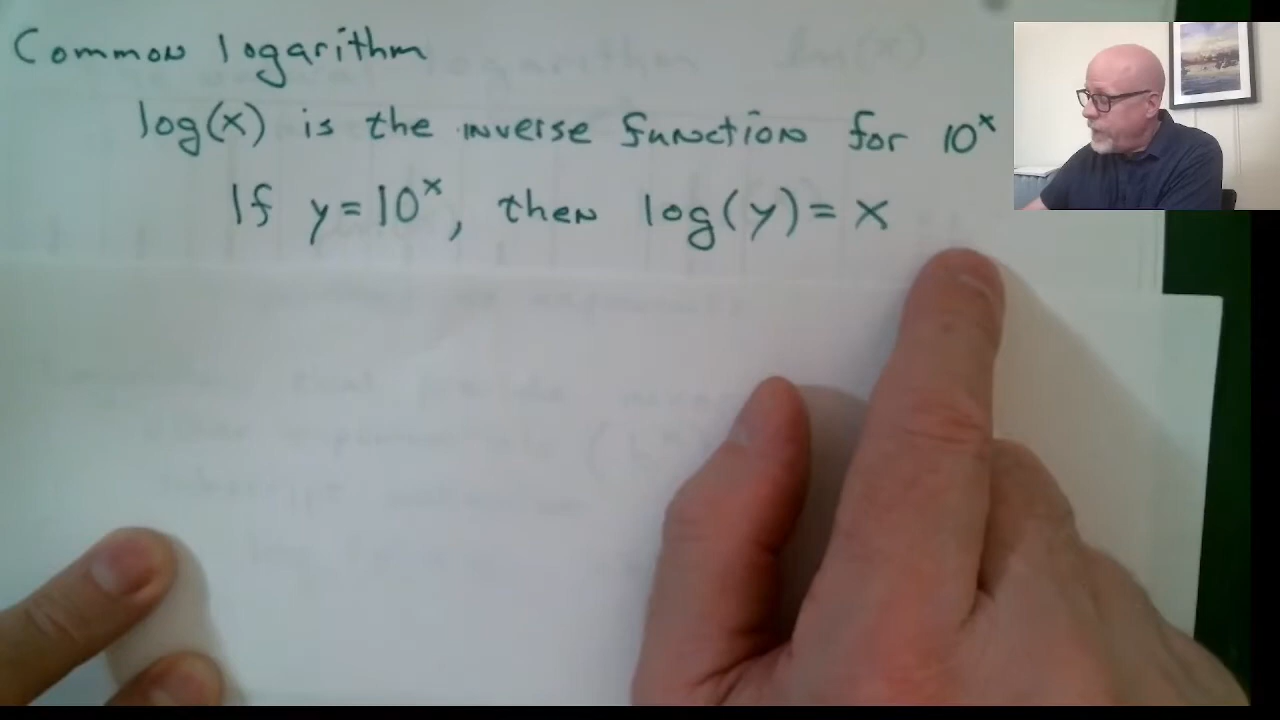 Common logarithm
log(x) is the inverse function for 10^x
If y = 10^x, then log(y) = x